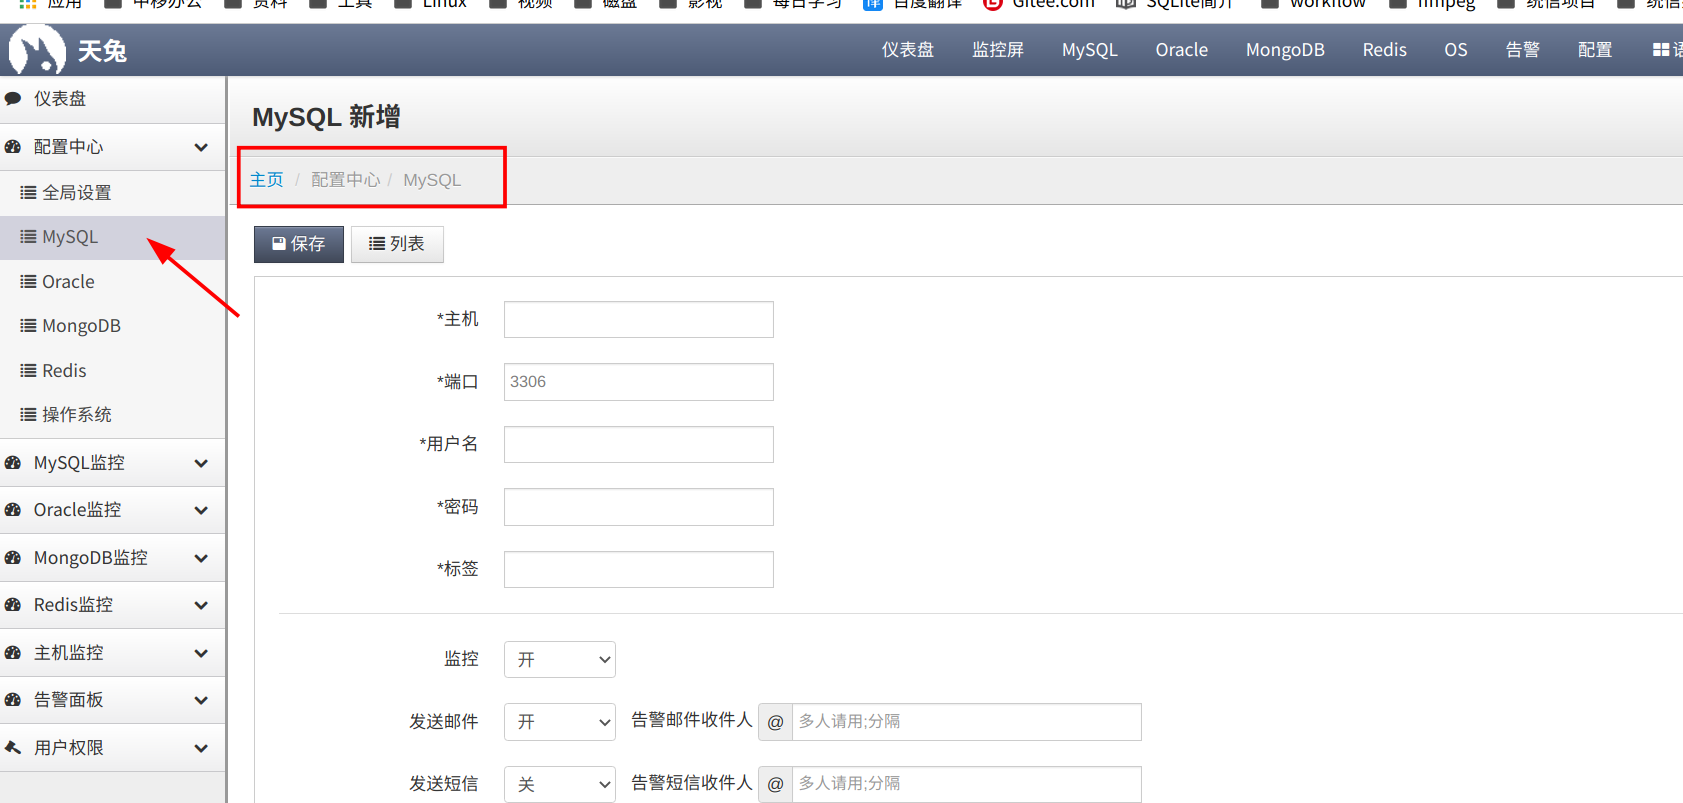 应用 中移办公 资料 工具 Linux 视频 磁盘 影视 每日学习 百度翻译 Gitee.com SQLite简介 workflow ffmpeg 统信项目
天兔 仪表盘 监控屏 MySQL Oracle MongoDB Redis OS 告警 配置
仪表盘
配置中心
全局设置
MySQL
Oracle
MongoDB
Redis
操作系统
MySQL监控
Oracle监控
MongoDB监控
Redis监控
主机监控
告警面板
用户权限
MySQL 新增
主页 / 配置中心 / MySQL
保存 列表
*主机
*端口 3306
*用户名
*密码
*标签
监控 开
发送邮件 开 告警邮件收件人 @ 多人请用;分隔
发送短信 关 告警短信收件人 @ 多人请用;分隔